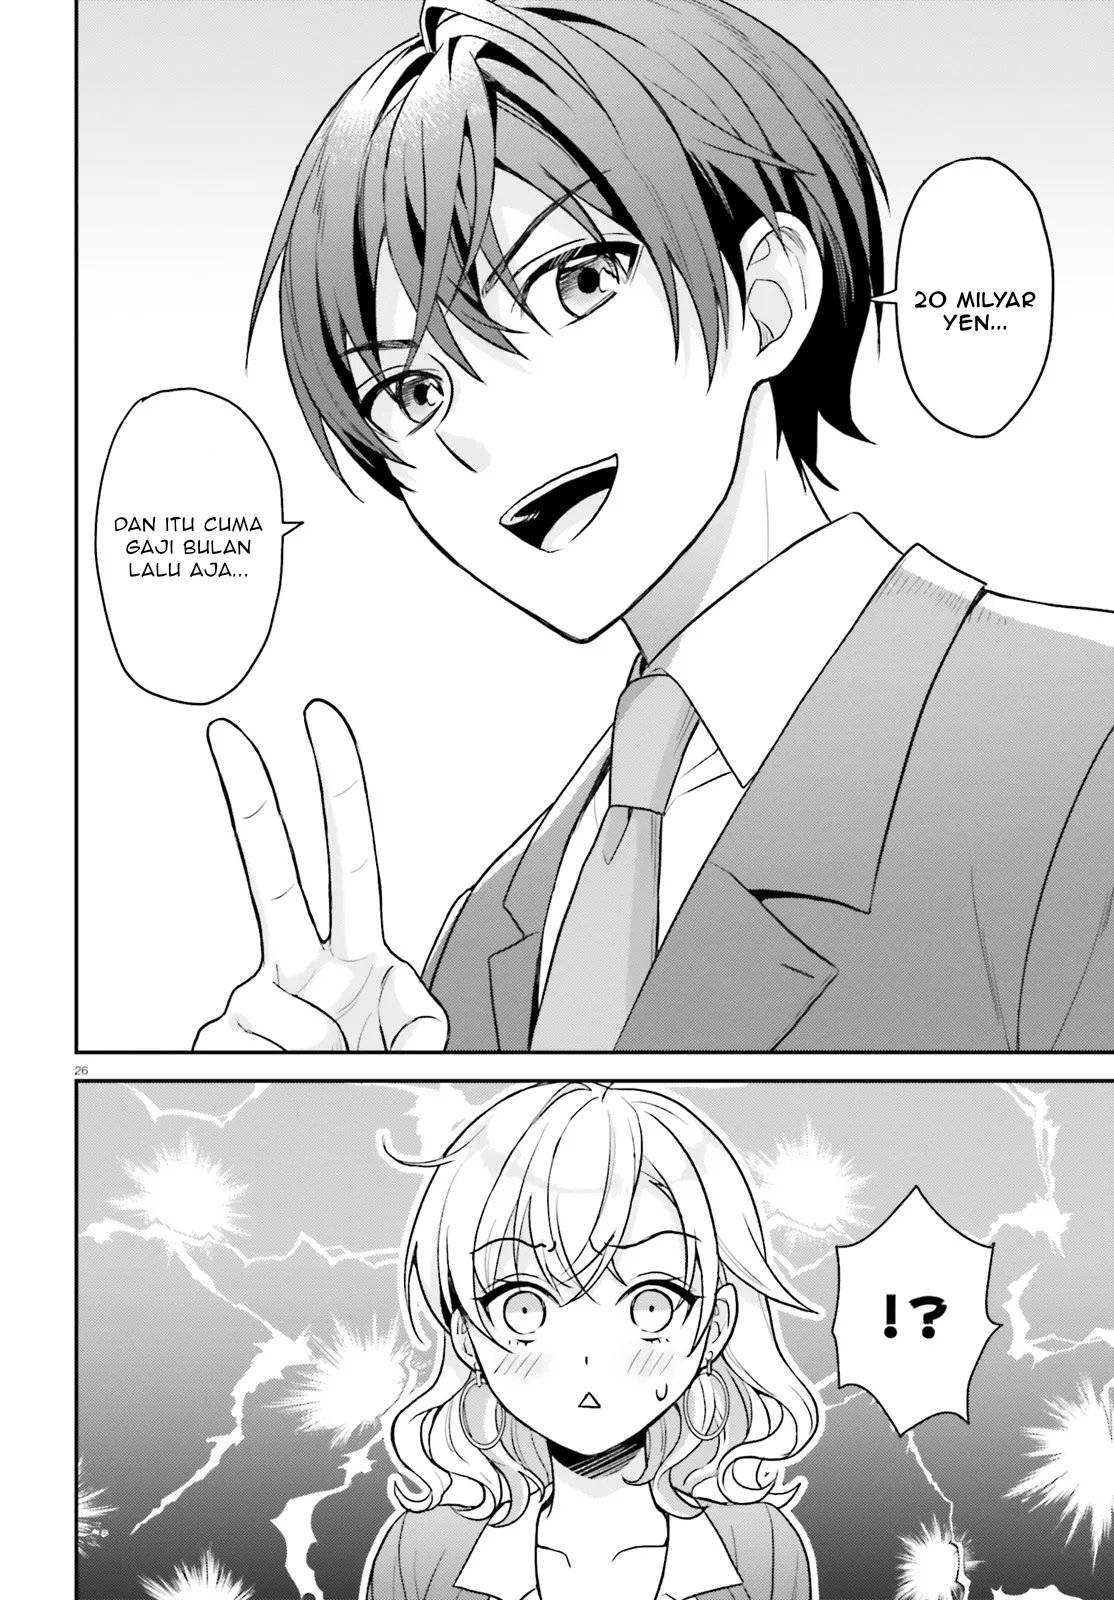 20 MILYAR
YEN...
DAN ITU CUMA
GAJI BULAN
LALU AJA...
26
!?